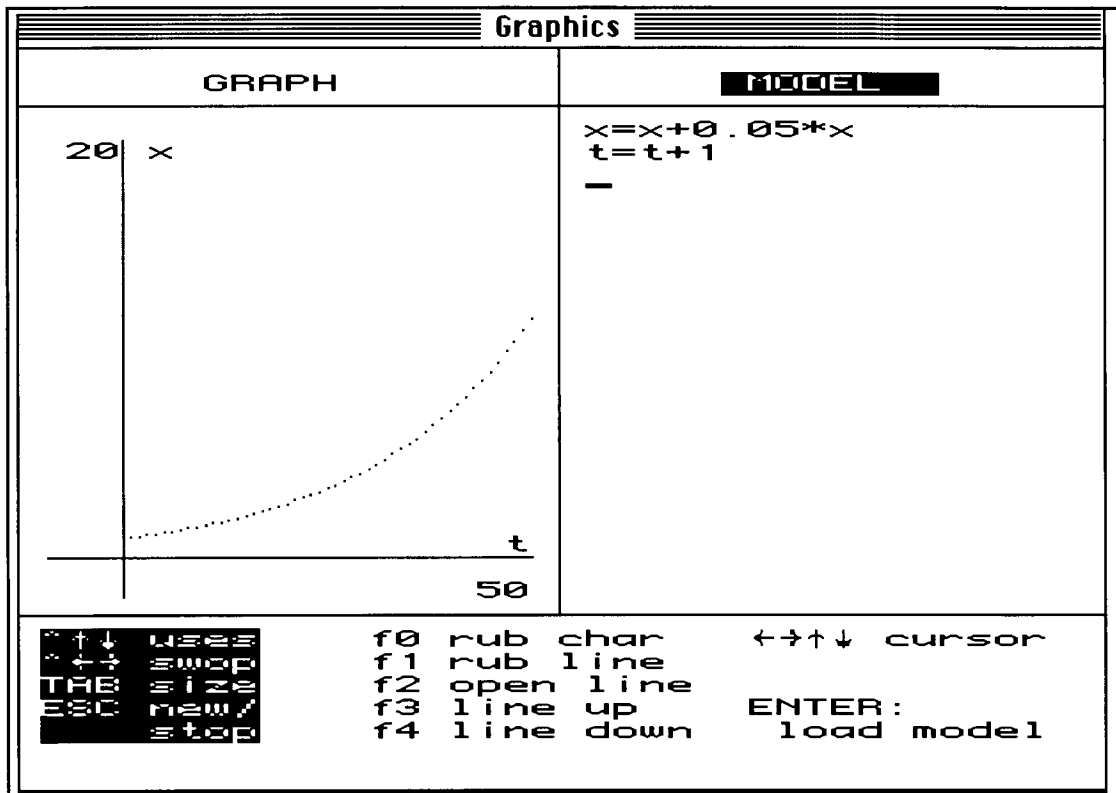 Graphics
GRAPH
MODEL
20 x
t
50
x=x+0.05*x
t=t+1
^↑↓ uses
^←→ swop
TAB size
ESC new/
stop
f0 rub char
f1 rub line
f2 open line
f3 line up
f4 line down
←→↑↓ cursor
ENTER:
load model